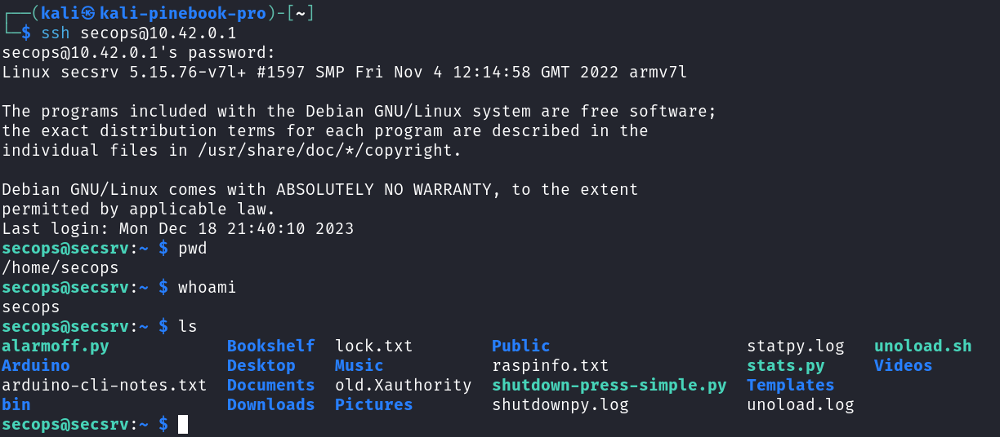 ┌──(kali㉿kali-pinebook-pro)-[~]
└─$ ssh secops@10.42.0.1
secops@10.42.0.1's password:
Linux secsrv 5.15.76-v7l+ #1597 SMP Fri Nov 4 12:14:58 GMT 2022 armv7l

The programs included with the Debian GNU/Linux system are free software;
the exact distribution terms for each program are described in the
individual files in /usr/share/doc/*/copyright.

Debian GNU/Linux comes with ABSOLUTELY NO WARRANTY, to the extent
permitted by applicable law.
Last login: Mon Dec 18 21:40:10 2023
secops@secsrv:~ $ pwd
/home/secops
secops@secsrv:~ $ whoami
secops
secops@secsrv:~ $ ls
alarmoff.py            Bookshelf  lock.txt        Public                    statpy.log  unoload.sh
Arduino                Desktop    Music           raspinfo.txt              stats.py    Videos
arduino-cli-notes.txt  Documents  old.Xauthority  shutdown-press-simple.py  Templates
bin                    Downloads  Pictures        shutdownpy.log            unoload.log
secops@secsrv:~ $